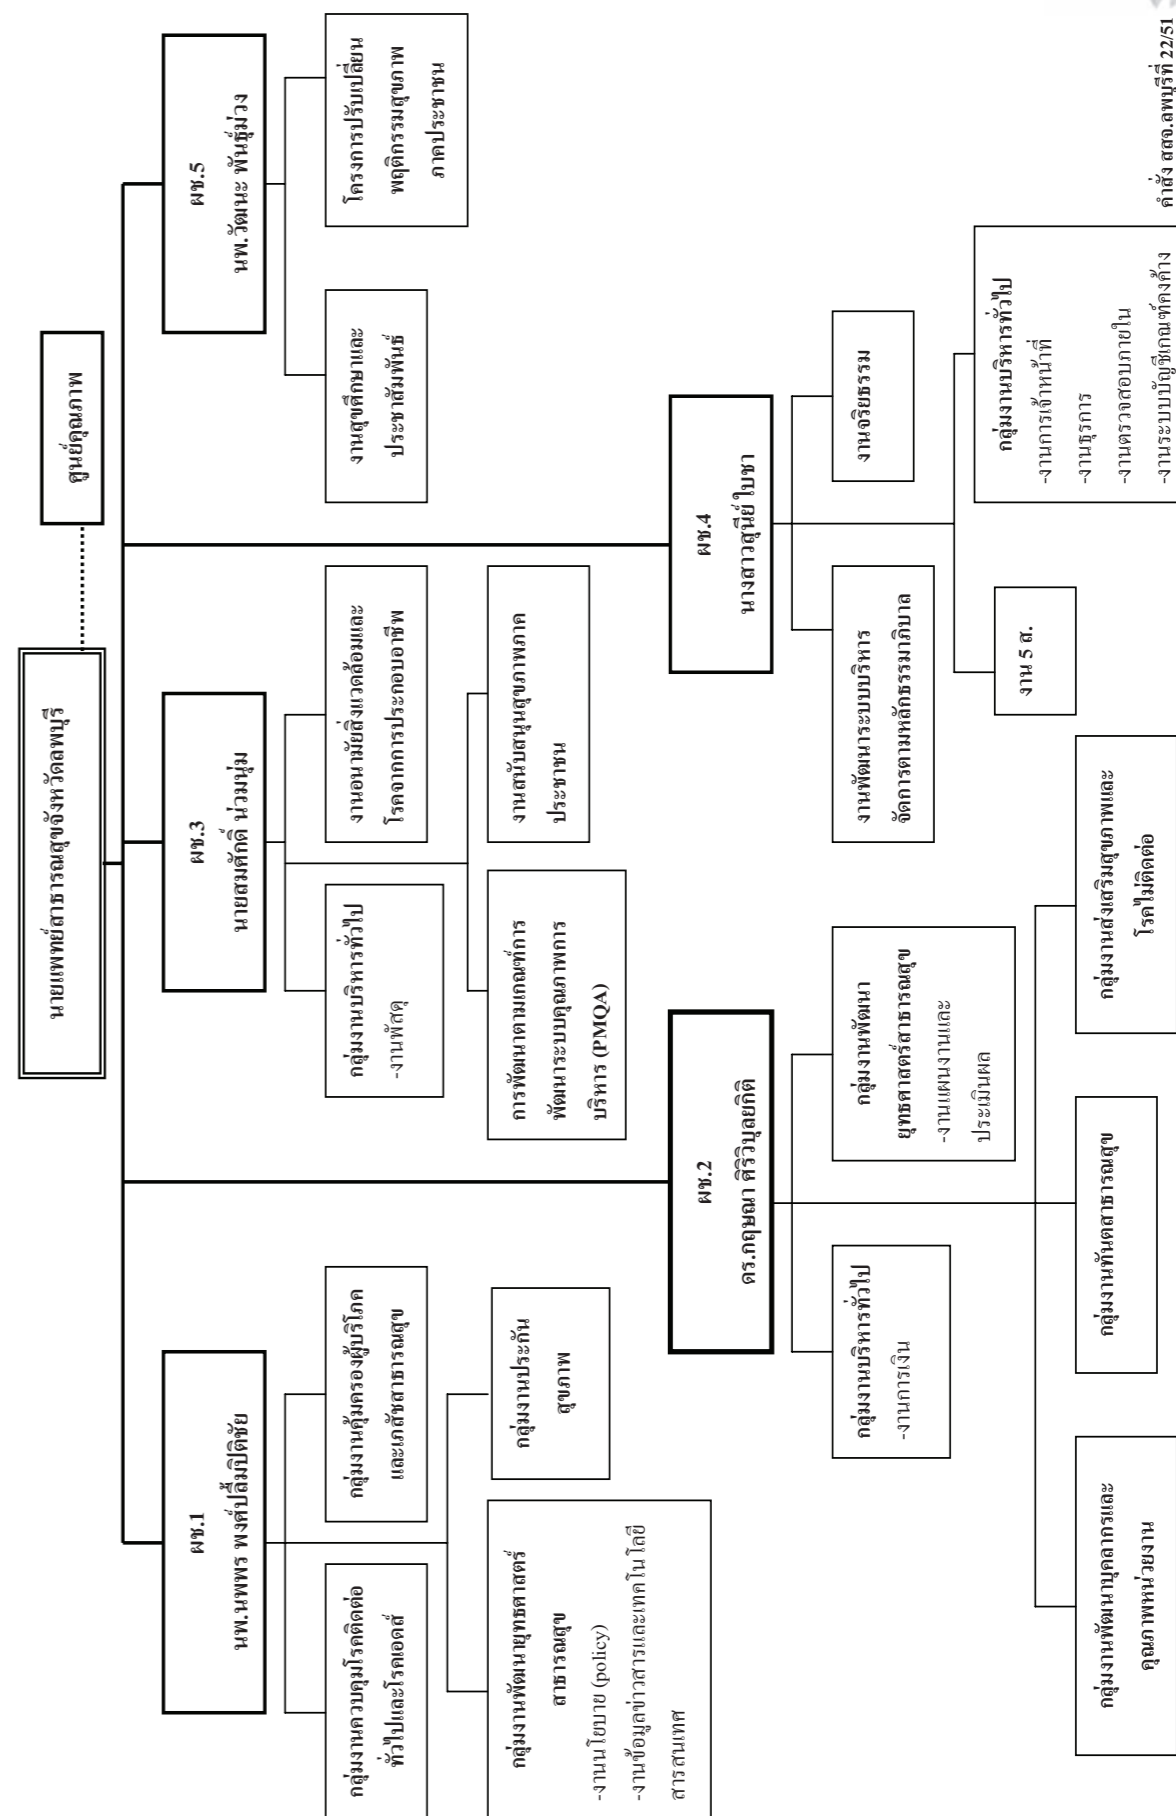 นายแพทย์สาธารณสุขจังหวัดลพบุรี
ศูนย์คุณภาพ
ผช.1
นพ.นพพร พงศ์ปลื้มปิติชัย
กลุ่มงานควบคุมโรคติดต่อ
ทั่วไปและโรคเอดส์
กลุ่มงานคุ้มครองผู้บริโภค
และเภสัชสาธารณสุข
กลุ่มงานพัฒนายุทธศาสตร์
สาธารณสุข
-งานนโยบาย (policy)
-งานข้อมูลข่าวสารและเทคโนโลยี
สารสนเทศ
กลุ่มงานประกัน
สุขภาพ
ผช.3
นายสมศักดิ์ น่วมนุ่ม
กลุ่มงานบริหารทั่วไป
-งานพัสดุ
งานอนามัยสิ่งแวดล้อมและ
โรคจากการประกอบอาชีพ
การพัฒนาตามเกณฑ์การ
พัฒนาระบบคุณภาพการ
บริหาร (PMQA)
งานสนับสนุนสุขภาพภาค
ประชาชน
ผช.5
นพ.วัฒนะ พันธุ์ม่วง
งานสุขศึกษาและ
ประชาสัมพันธ์
โครงการปรับเปลี่ยน
พฤติกรรมสุขภาพ
ภาคประชาชน
ผช.2
ดร.กฤษณา ศิริวิบุลยกิติ
กลุ่มงานบริหารทั่วไป
-งานการเงิน
กลุ่มงานพัฒนา
ยุทธศาสตร์สาธารณสุข
-งานแผนงานและ
ประเมินผล
กลุ่มงานพัฒนาบุคลากรและ
คุณภาพหน่วยงาน
กลุ่มงานทันตสาธารณสุข
กลุ่มงานส่งเสริมสุขภาพและ
โรคไม่ติดต่อ
ผช.4
นางสาวสุนีย์ ใบชา
งานพัฒนาระบบบริหาร
จัดการตามหลักธรรมาภิบาล
งานจริยธรรม
งาน 5 ส.
กลุ่มงานบริหารทั่วไป
-งานการเจ้าหน้าที่
-งานธุรการ
-งานตรวจสอบภายใน
-งานระบบบัญชีเกณฑ์คงค้าง
คำสั่ง สสจ.ลพบุรีที่ 22/51